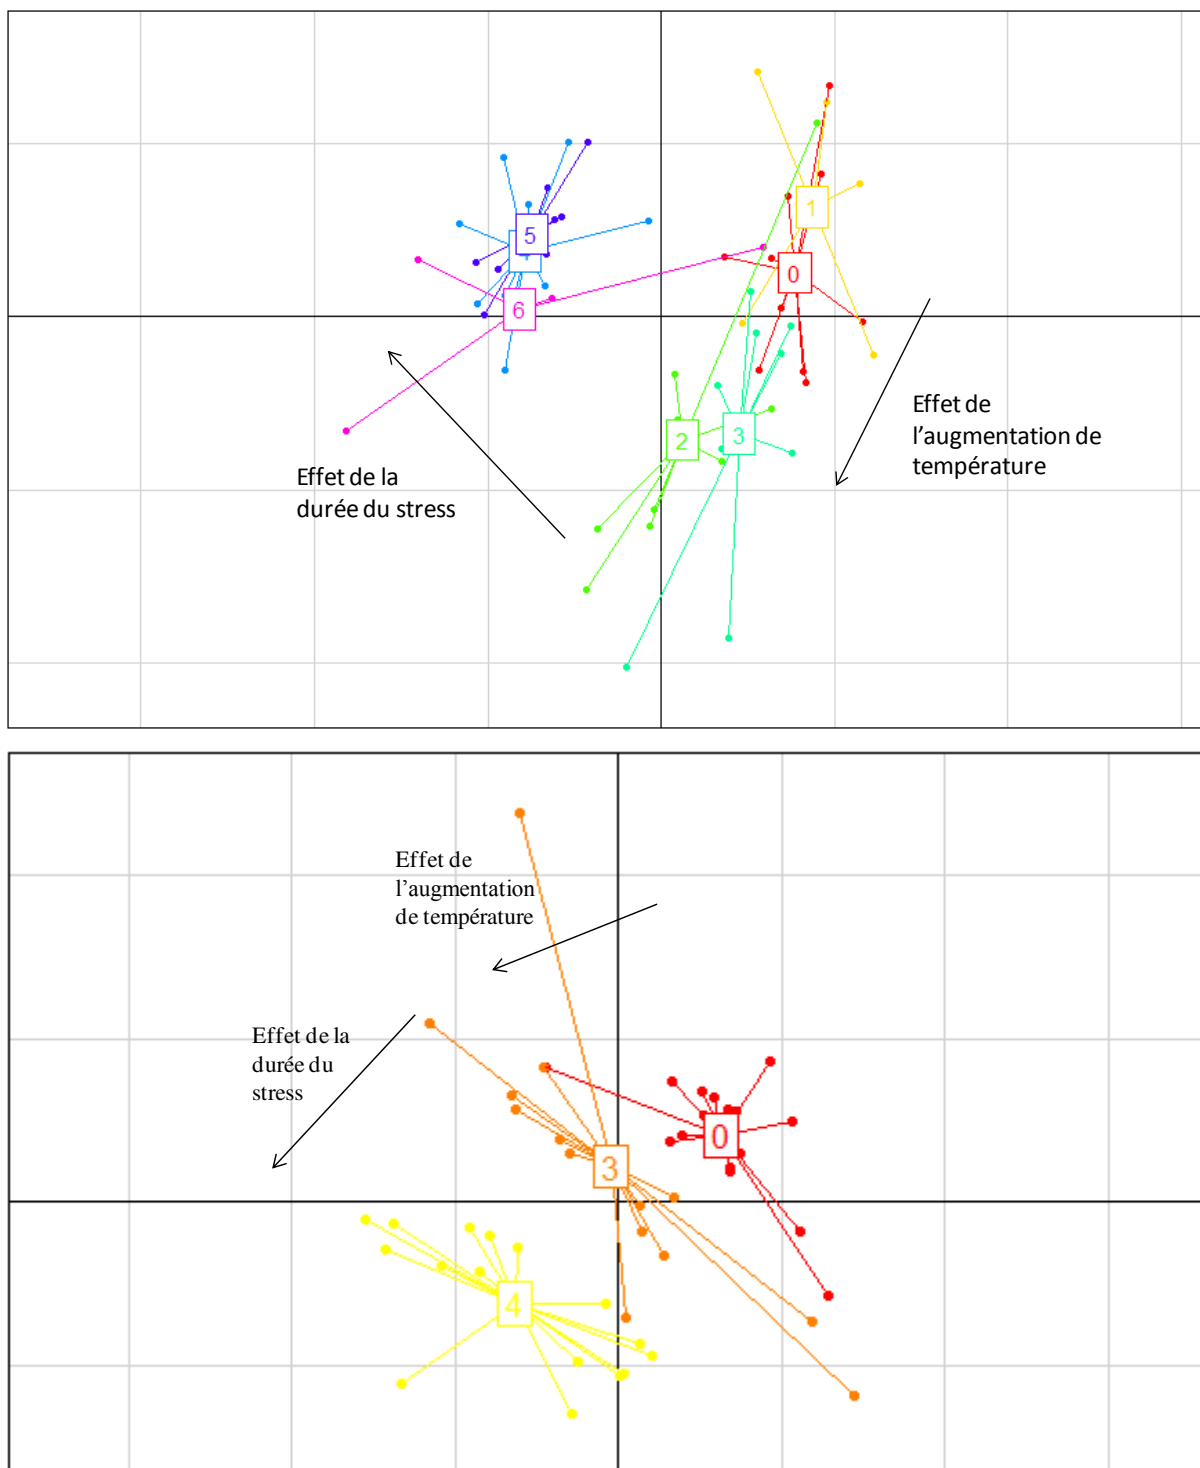 1
5
0
6
Effet de
l'augmentation de
température
2
3
Effet de la
durée du stress
Effet de
l'augmentation
de température
Effet de la
durée du
stress
0
3
4